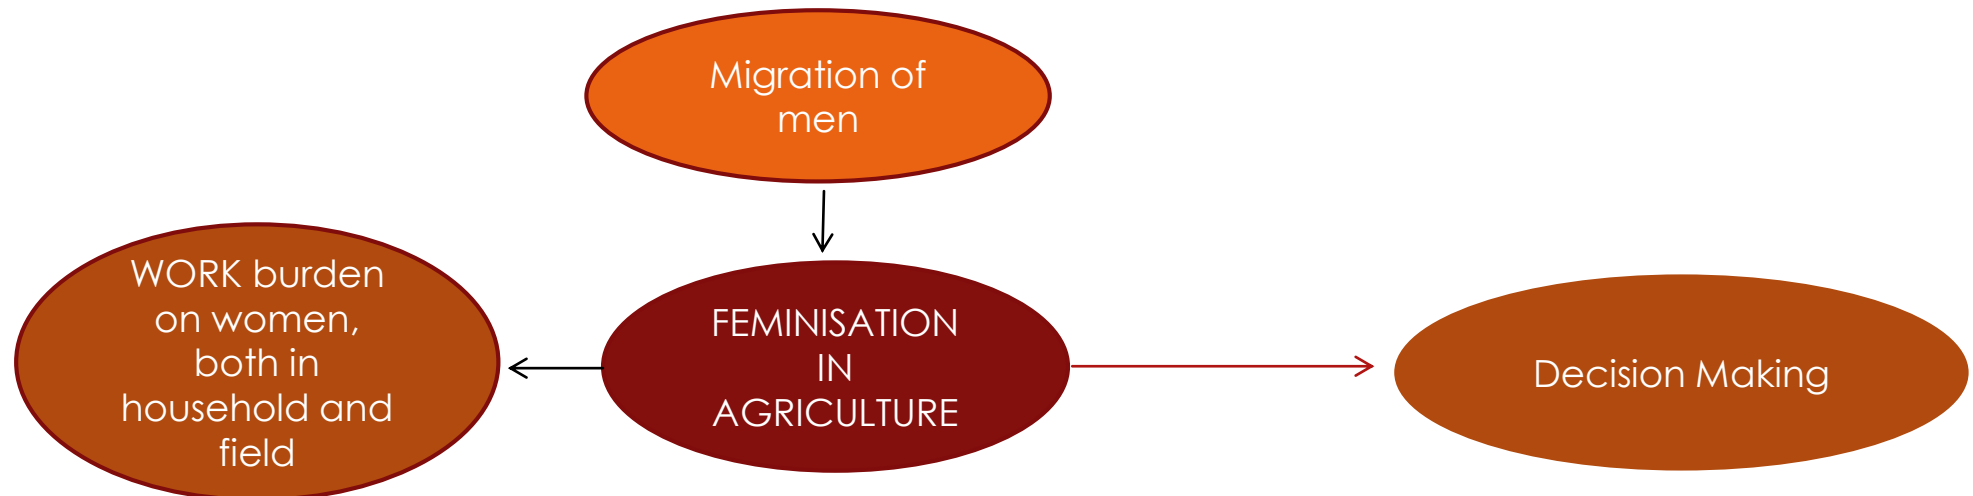 Migration of
men
WORK burden
on women,
both in
household and
field
FEMINISATION
IN
AGRICULTURE
Decision Making